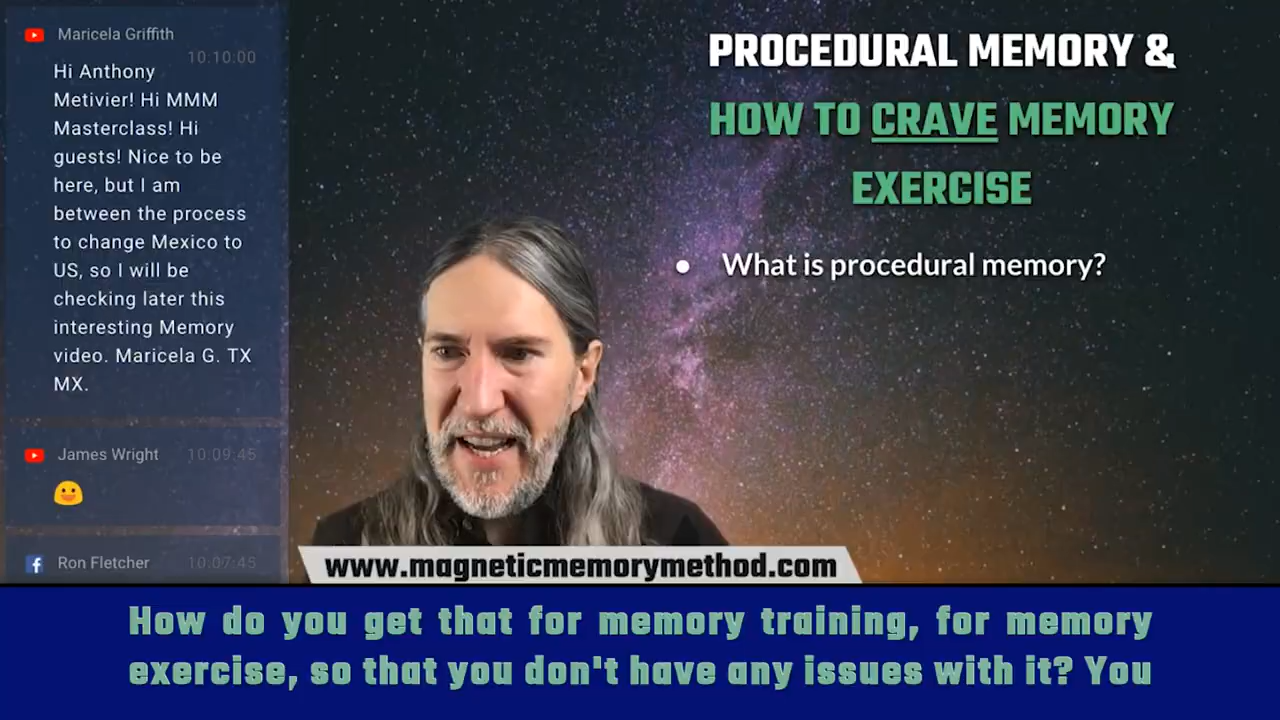 Maricela Griffith
10:10:00
Hi Anthony
Metivier! Hi MMM
Masterclass! Hi
guests! Nice to be
here, but I am
between the process
to change Mexico to
US, so I will be
checking later this
interesting Memory
video. Maricela G. TX
MX.
James Wright 10:09:45
Ron Fletcher 10:07:45
PROCEDURAL MEMORY &
HOW TO CRAVE MEMORY
EXERCISE
• What is procedural memory?
www.magneticmemorymethod.com
How do you get that for memory training, for memory
exercise, so that you don't have any issues with it? You